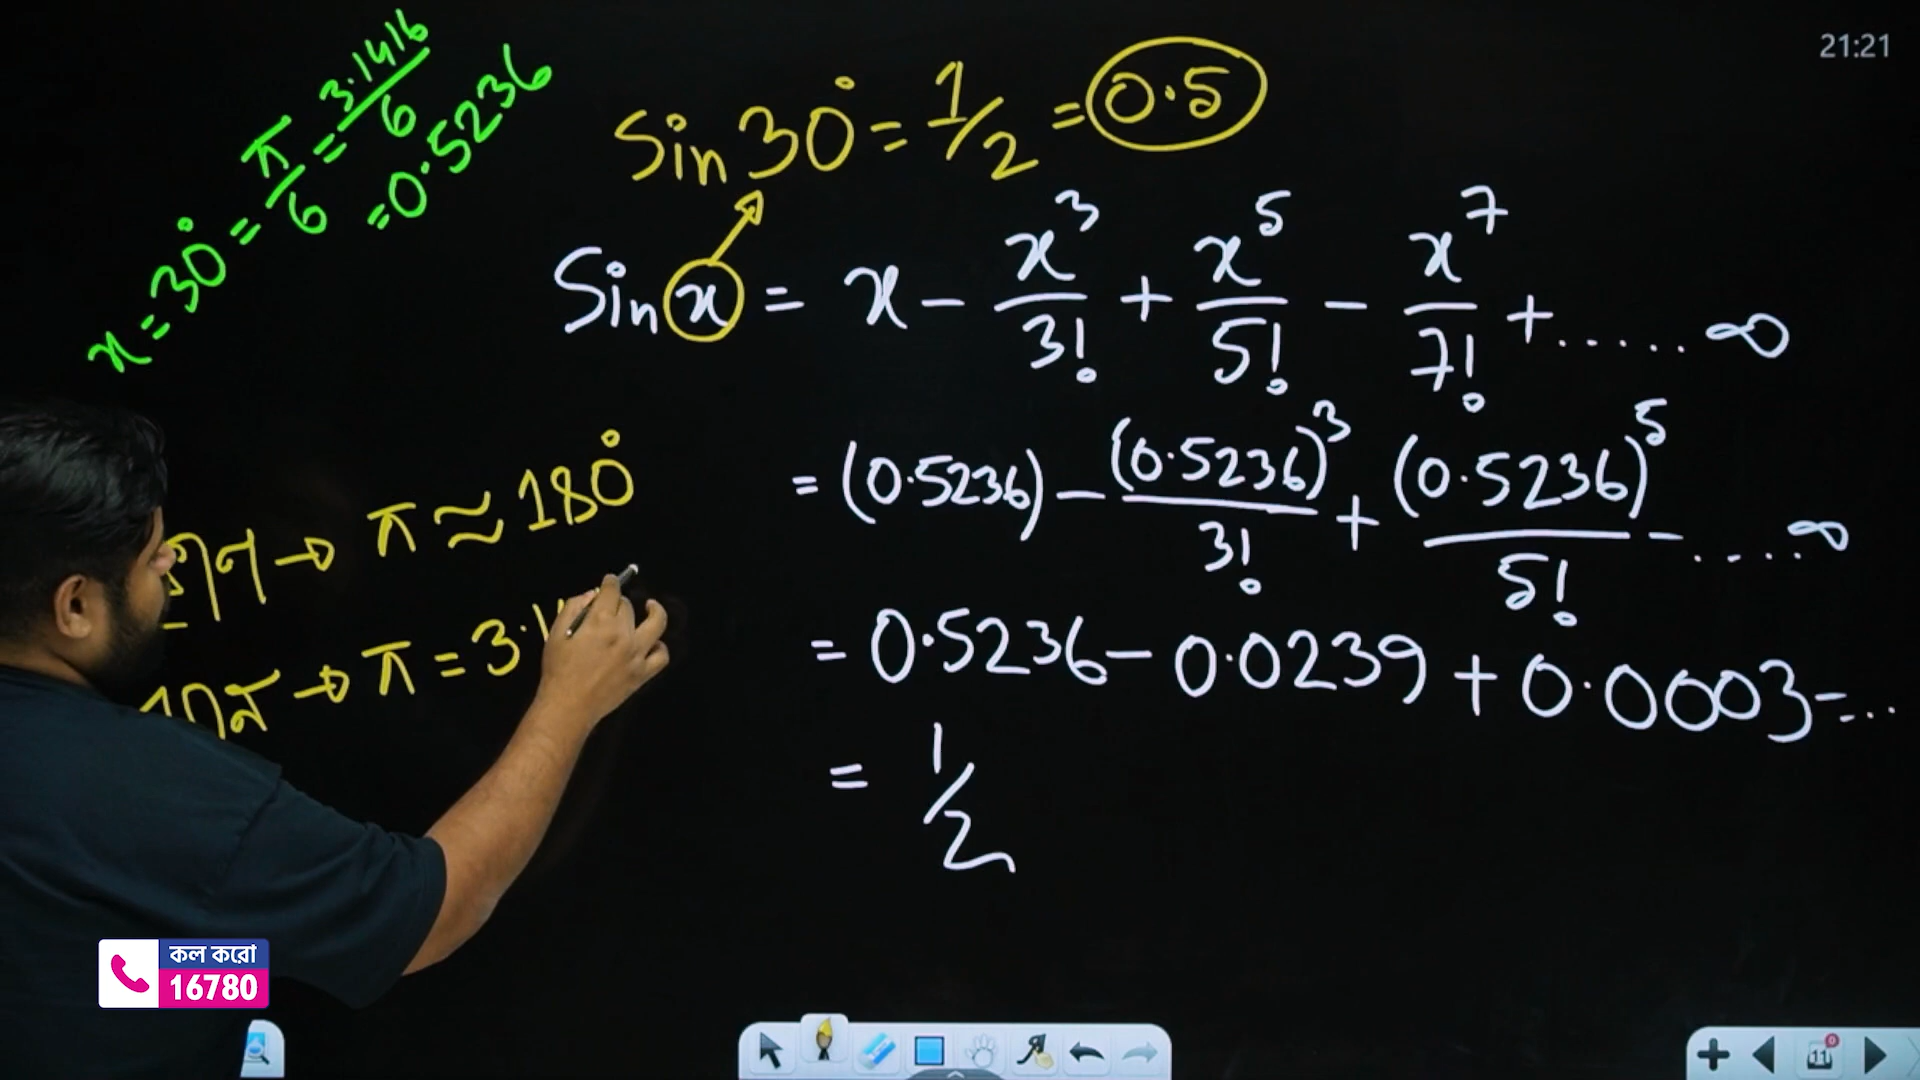 21:21
x = 30° = π/6 = 3.1416/6
= 0.5236
Sin 30° = 1/2 = 0.5
Sin x = x - x³/3! + x⁵/5! - x⁷/7! + ...... ∞
= (0.5236) - (0.5236)³/3! + (0.5236)⁵/5! - ..... ∞
→ π ≈ 180°
= 0.5236 - 0.0239 + 0.0003 - ...
→ π = 3.1
= 1/2
কল করো
16780
11
0